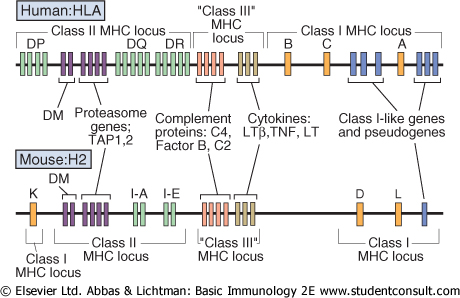 Human:HLA
Class II MHC locus
"Class III"
MHC
locus
Class I MHC locus
DP
DQ
DR
B
C
A
DM
Proteasome
genes;
TAP1,2
Complement
proteins: C4,
Factor B, C2
Cytokines:
LTβ,TNF, LT
Class I-like genes
and pseudogenes
Mouse:H2
K
DM
I-A
I-E
D
L
Class I
MHC locus
Class II
MHC locus
"Class III"
MHC locus
Class I
MHC locus
© Elsevier Ltd. Abbas & Lichtman: Basic Immunology 2E www.studentconsult.com